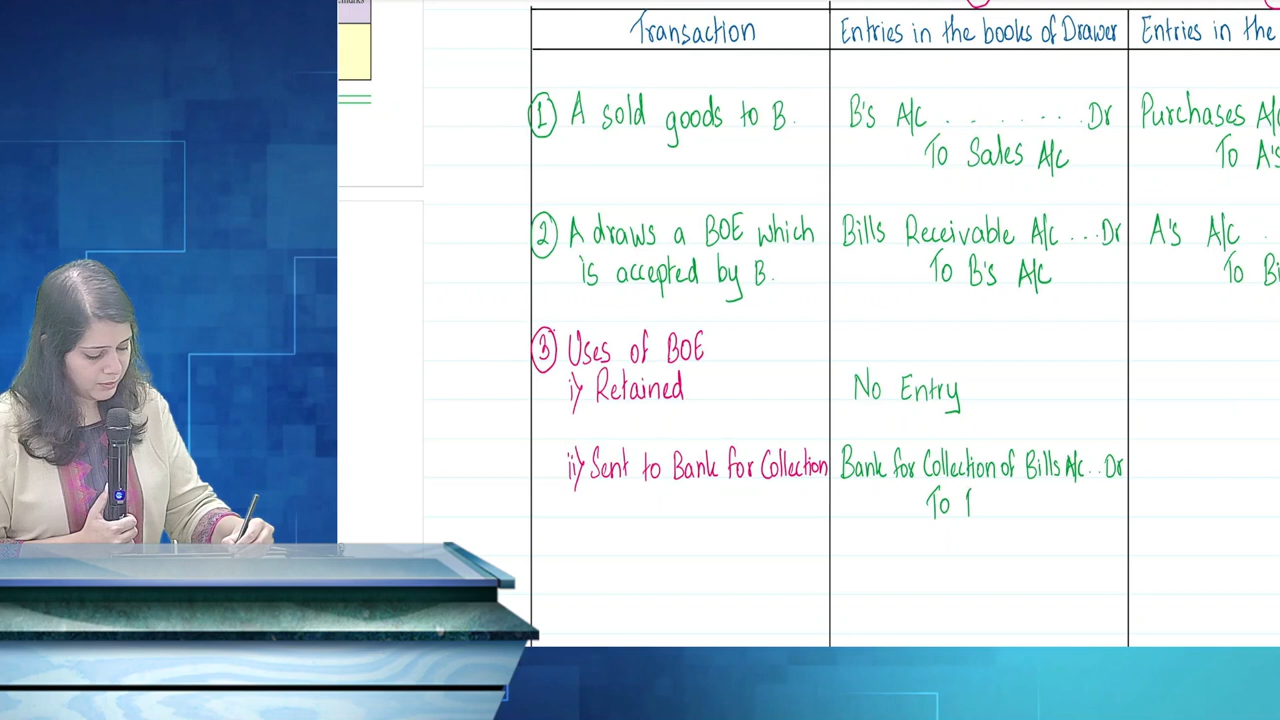 Transaction
Entries in the books of Drawer
Entries in the
① A sold goods to B.
B's A/c . . . . . . . Dr
To Sales A/c
Purchases A/c
To A's
② A draws a BOE which
is accepted by B.
Bills Receivable A/c ...Dr
To B's A/c
A's A/c .
To Bi
③ Uses of BOE
i) Retained
No Entry
ii) Sent to Bank for Collection
Bank for Collection of Bills A/c .. Dr
To